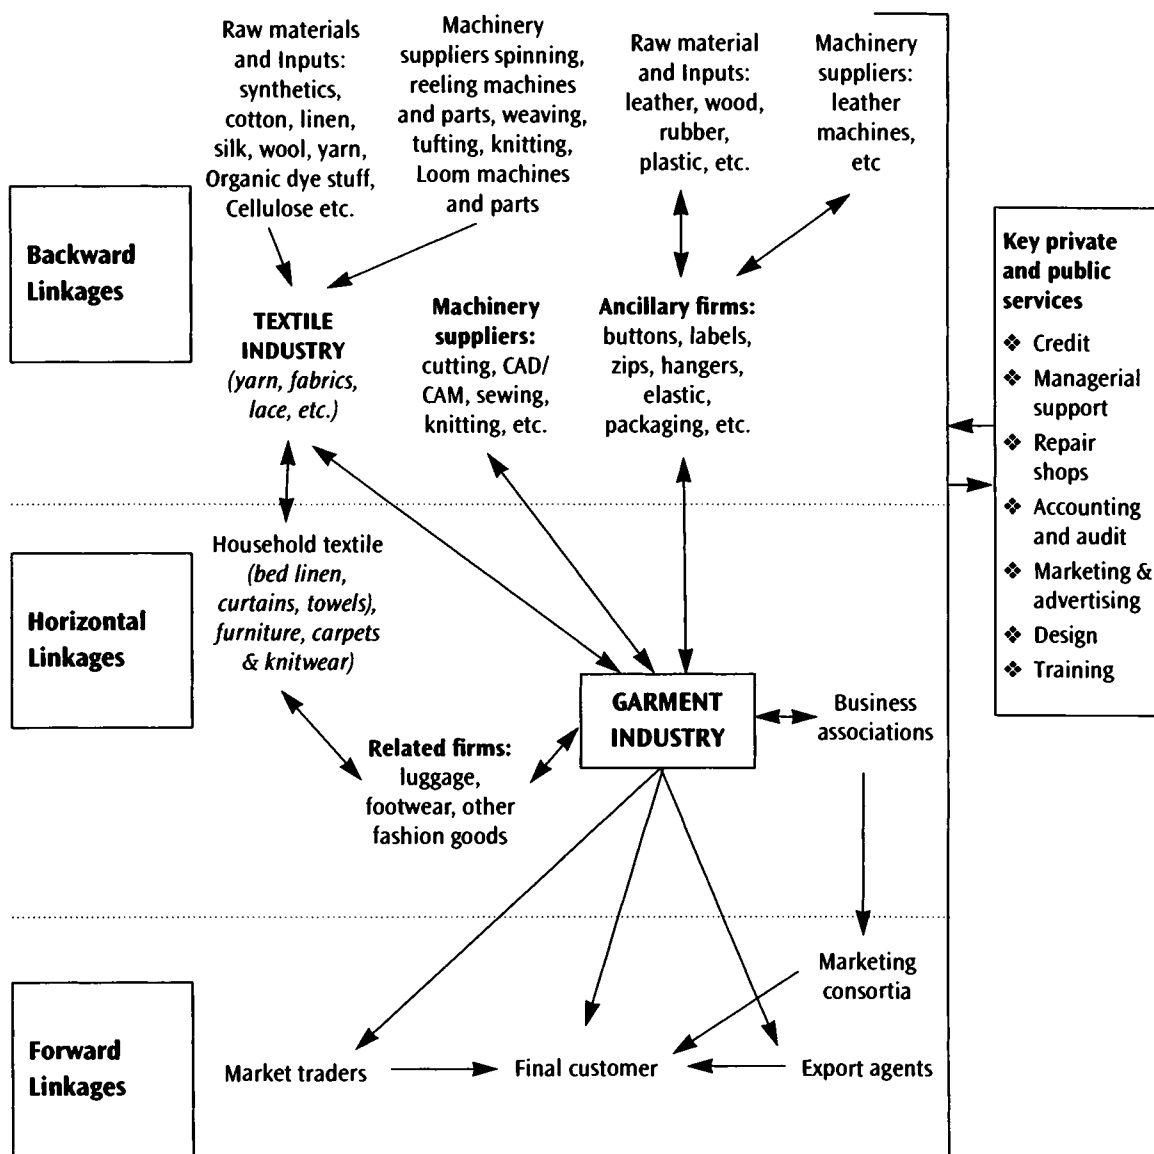 Raw materials
and Inputs:
synthetics,
cotton, linen,
silk, wool, yarn,
Organic dye stuff,
Cellulose etc.
Machinery
suppliers spinning,
reeling machines
and parts, weaving,
tufting, knitting,
Loom machines
and parts
Raw material
and Inputs:
leather, wood,
rubber,
plastic, etc.
Machinery
suppliers:
leather
machines,
etc
Backward
Linkages
TEXTILE
INDUSTRY
(yarn, fabrics,
lace, etc.)
Machinery
suppliers:
cutting, CAD/
CAM, sewing,
knitting, etc.
Ancillary firms:
buttons, labels,
zips, hangers,
elastic,
packaging, etc.
Key private
and public
services
❖ Credit
❖ Managerial
support
❖ Repair
shops
❖ Accounting
and audit
❖ Marketing &
advertising
❖ Design
❖ Training
Horizontal
Linkages
Household textile
(bed linen,
curtains, towels),
furniture, carpets
& knitwear)
Related firms:
luggage,
footwear, other
fashion goods
GARMENT
INDUSTRY
Business
associations
Forward
Linkages
Marketing
consortia
Market traders
Final customer
Export agents